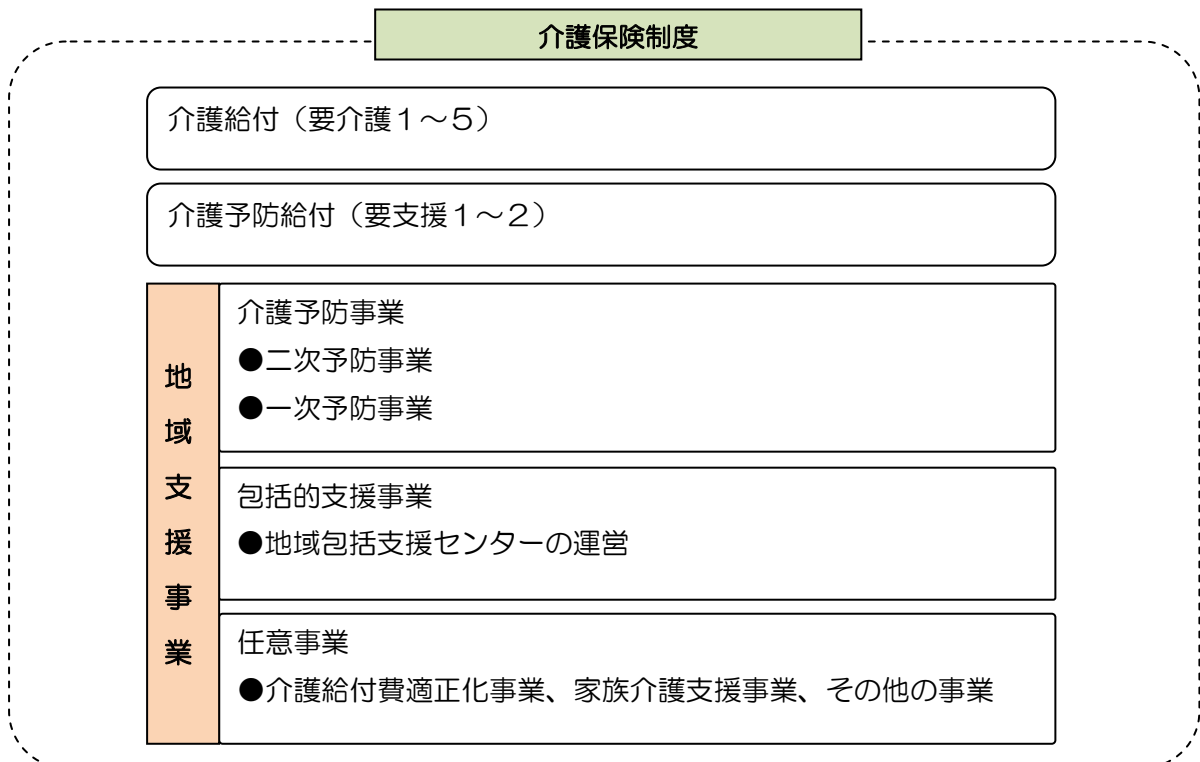 介護保険制度
介護給付（要介護１～５）
介護予防給付（要支援１～２）
地域支援事業
介護予防事業
●二次予防事業
●一次予防事業
包括的支援事業
●地域包括支援センターの運営
任意事業
●介護給付費適正化事業、家族介護支援事業、その他の事業